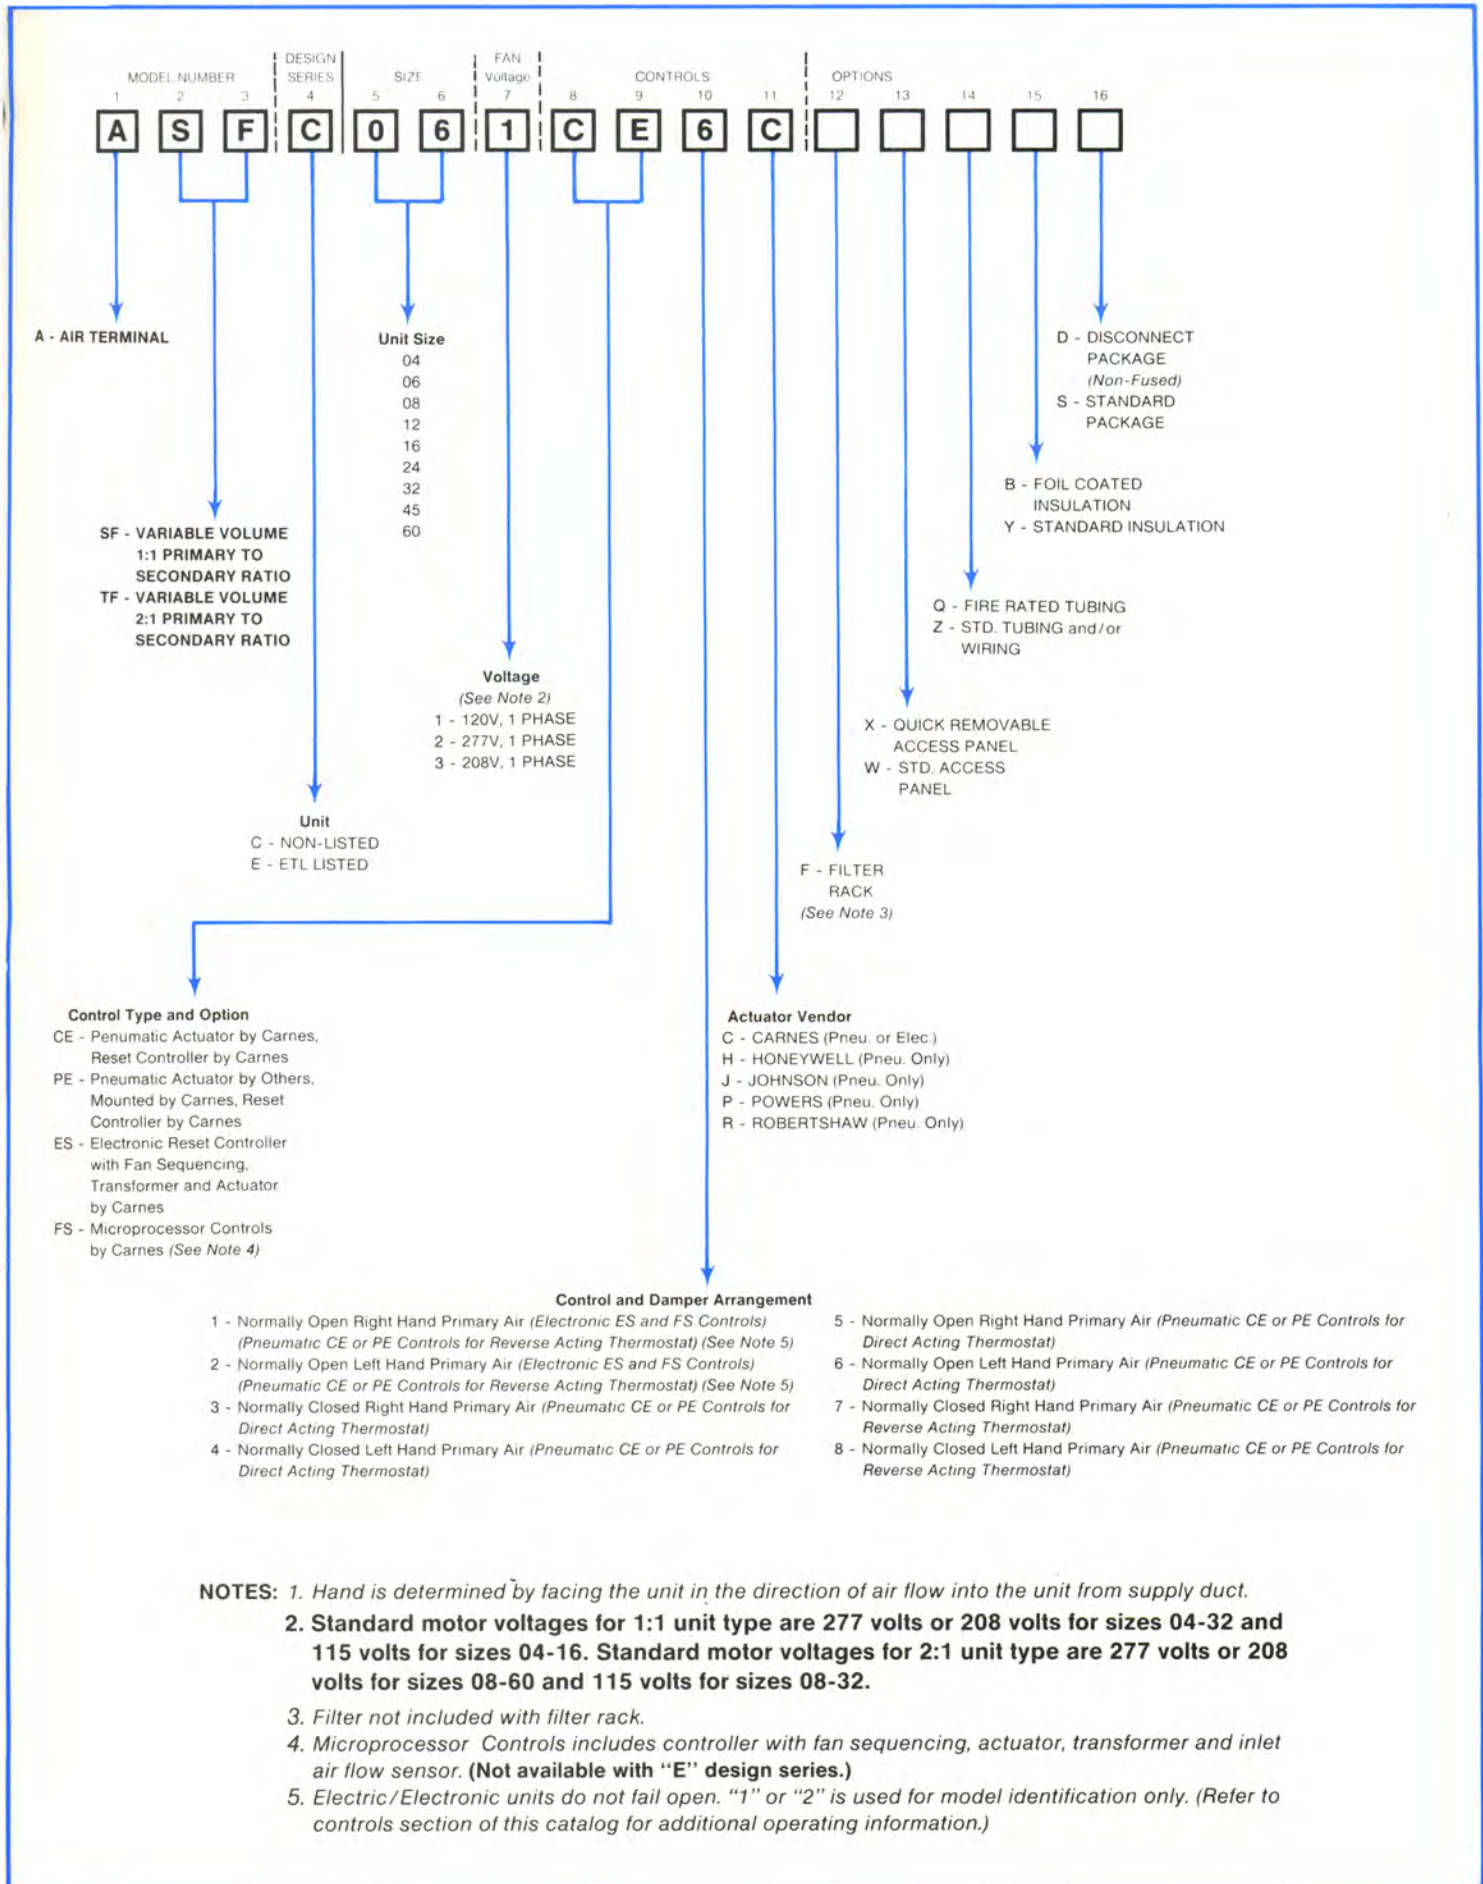 MODEL NUMBER
DESIGN
SERIES
SIZE
FAN
Voltage
CONTROLS
OPTIONS
1 2 3 4 5 6 7 8 9 10 11 12 13 14 15 16
A S F C 0 6 1 C E 6 C
A - AIR TERMINAL
SF - VARIABLE VOLUME
1:1 PRIMARY TO
SECONDARY RATIO
TF - VARIABLE VOLUME
2:1 PRIMARY TO
SECONDARY RATIO
Unit
C - NON-LISTED
E - ETL LISTED
Unit Size
04
06
08
12
16
24
32
45
60
Voltage
(See Note 2)
1 - 120V, 1 PHASE
2 - 277V, 1 PHASE
3 - 208V, 1 PHASE
D - DISCONNECT
PACKAGE
(Non-Fused)
S - STANDARD
PACKAGE
B - FOIL COATED
INSULATION
Y - STANDARD INSULATION
Q - FIRE RATED TUBING
Z - STD. TUBING and/or
WIRING
X - QUICK REMOVABLE
ACCESS PANEL
W - STD. ACCESS
PANEL
F - FILTER
RACK
(See Note 3)
Control Type and Option
CE - Penumatic Actuator by Carnes,
Reset Controller by Carnes
PE - Pneumatic Actuator by Others,
Mounted by Carnes, Reset
Controller by Carnes
ES - Electronic Reset Controller
with Fan Sequencing,
Transformer and Actuator
by Carnes
FS - Microprocessor Controls
by Carnes (See Note 4)
Actuator Vendor
C - CARNES (Pneu. or Elec.)
H - HONEYWELL (Pneu. Only)
J - JOHNSON (Pneu. Only)
P - POWERS (Pneu. Only)
R - ROBERTSHAW (Pneu. Only)
Control and Damper Arrangement
1 - Normally Open Right Hand Primary Air (Electronic ES and FS Controls)
(Pneumatic CE or PE Controls for Reverse Acting Thermostat) (See Note 5)
2 - Normally Open Left Hand Primary Air (Electronic ES and FS Controls)
(Pneumatic CE or PE Controls for Reverse Acting Thermostat) (See Note 5)
3 - Normally Closed Right Hand Primary Air (Pneumatic CE or PE Controls for
Direct Acting Thermostat)
4 - Normally Closed Left Hand Primary Air (Pneumatic CE or PE Controls for
Direct Acting Thermostat)
5 - Normally Open Right Hand Primary Air (Pneumatic CE or PE Controls for
Direct Acting Thermostat)
6 - Normally Open Left Hand Primary Air (Pneumatic CE or PE Controls for
Direct Acting Thermostat)
7 - Normally Closed Right Hand Primary Air (Pneumatic CE or PE Controls for
Reverse Acting Thermostat)
8 - Normally Closed Left Hand Primary Air (Pneumatic CE or PE Controls for
Reverse Acting Thermostat)
NOTES: 1. Hand is determined by facing the unit in the direction of air flow into the unit from supply duct.
2. Standard motor voltages for 1:1 unit type are 277 volts or 208 volts for sizes 04-32 and
115 volts for sizes 04-16. Standard motor voltages for 2:1 unit type are 277 volts or 208
volts for sizes 08-60 and 115 volts for sizes 08-32.
3. Filter not included with filter rack.
4. Microprocessor Controls includes controller with fan sequencing, actuator, transformer and inlet
air flow sensor. (Not available with "E" design series.)
5. Electric/Electronic units do not fail open. "1" or "2" is used for model identification only. (Refer to
controls section of this catalog for additional operating information.)